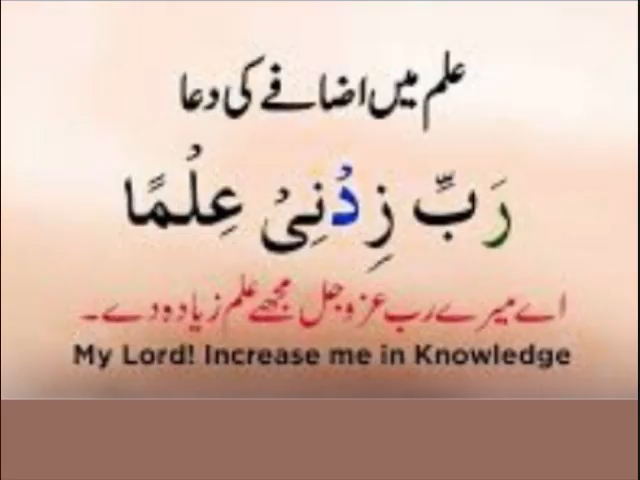 علم میں اضافے کی دعا
رَبِّ زِدْنِیْ عِلْمًا
اے میرے رب عزوجل مجھے علم زیادہ دے۔
My Lord! Increase me in Knowledge